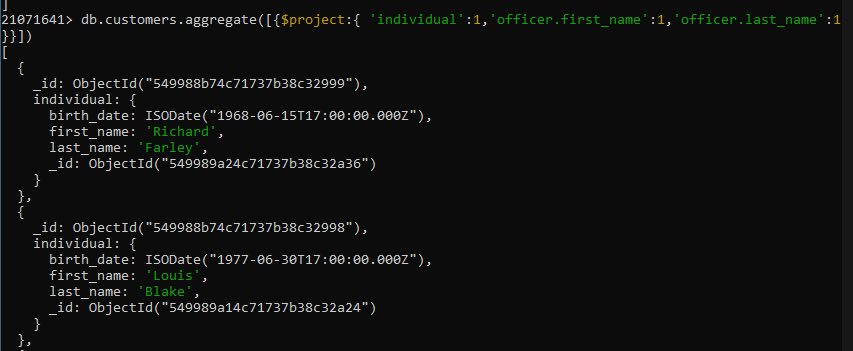 ]
21071641> db.customers.aggregate([{$project:{ 'individual':1,'officer.first_name':1,'officer.last_name':1
}}])
[
  {
    _id: ObjectId("549988b74c71737b38c32999"),
    individual: {
      birth_date: ISODate("1968-06-15T17:00:00.000Z"),
      first_name: 'Richard',
      last_name: 'Farley',
      _id: ObjectId("549989a24c71737b38c32a36")
    }
  },
  {
    _id: ObjectId("549988b74c71737b38c32998"),
    individual: {
      birth_date: ISODate("1977-06-30T17:00:00.000Z"),
      first_name: 'Louis',
      last_name: 'Blake',
      _id: ObjectId("549989a14c71737b38c32a24")
    }
  },